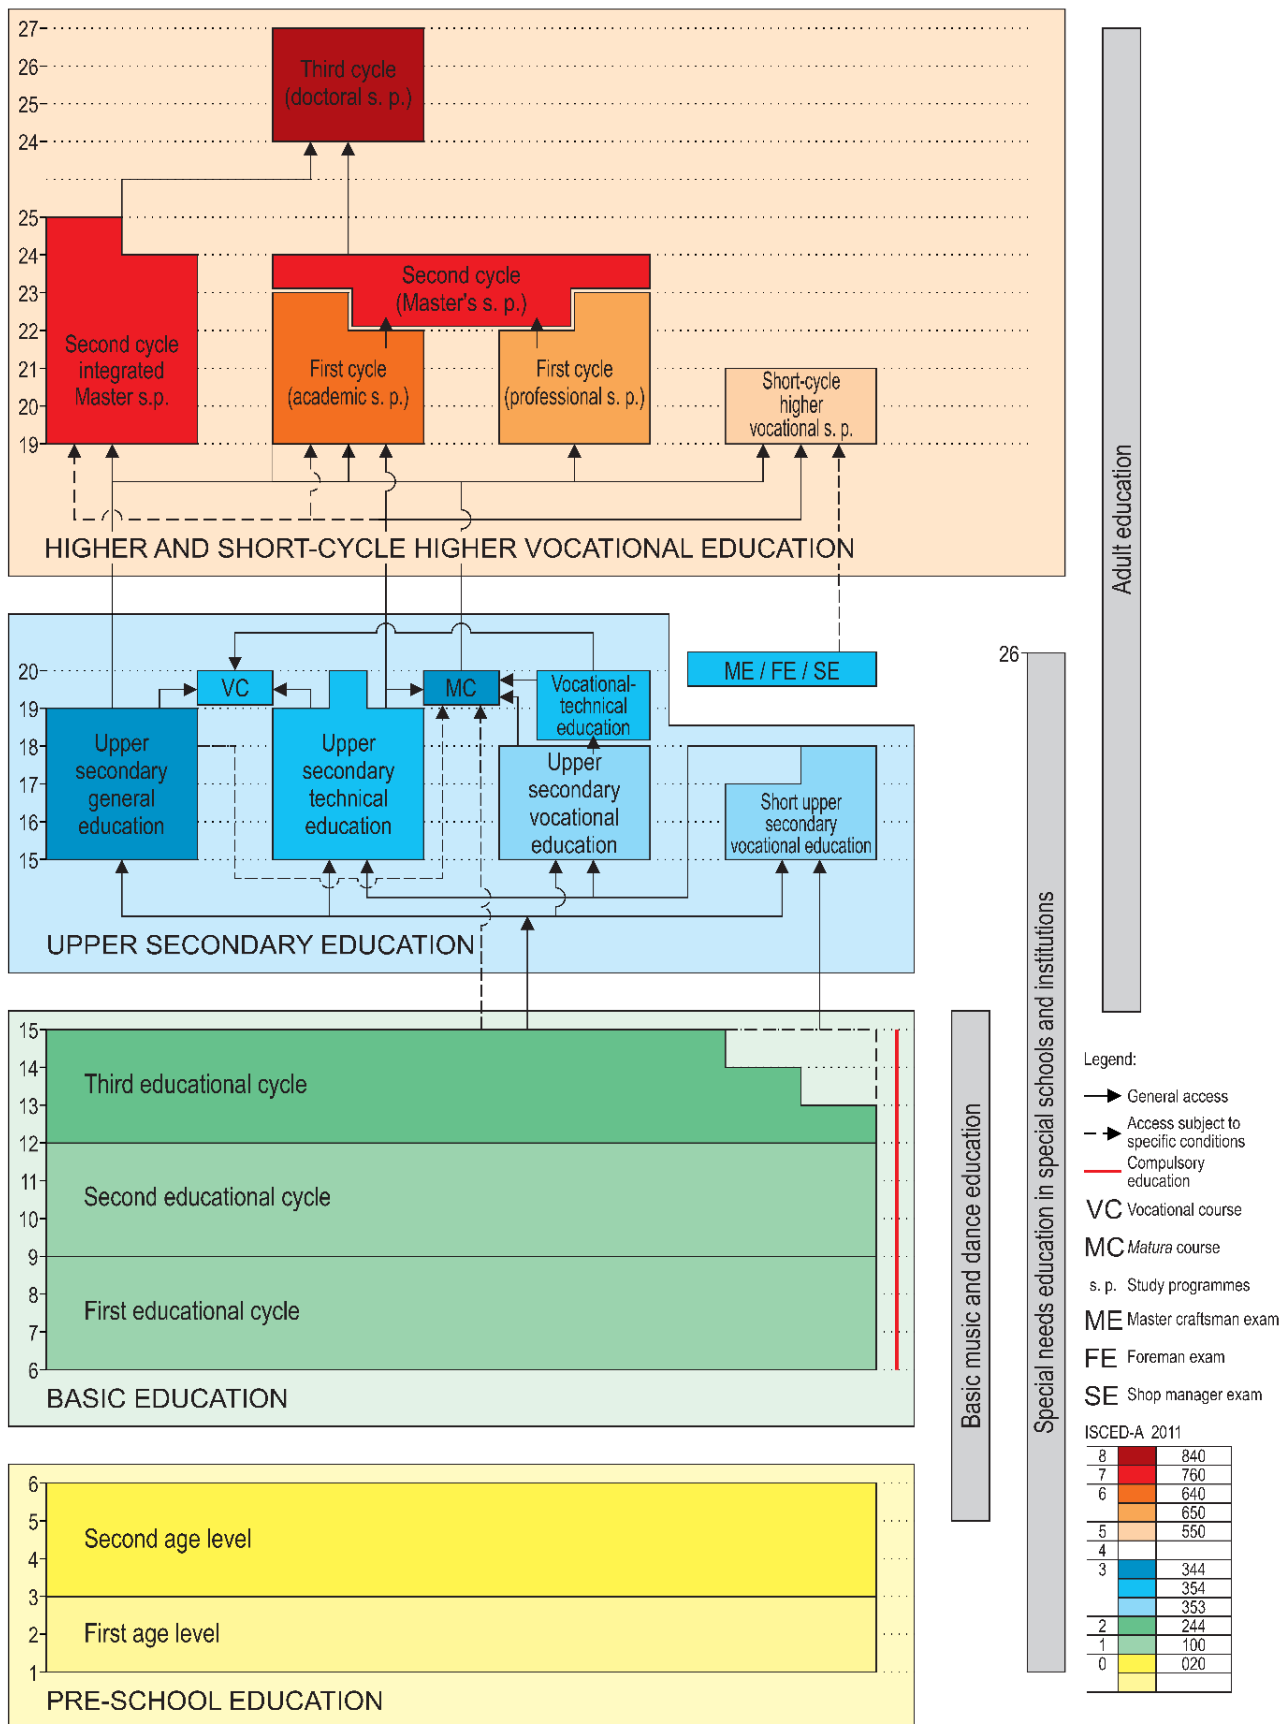 27
26
25
24
25
24
23
22
21
20
19
Third cycle
(doctoral s. p.)
Second cycle
(Master's s. p.)
Second cycle
integrated
Master s.p.
First cycle
(academic s. p.)
First cycle
(professional s. p.)
Short-cycle
higher
vocational s. p.
HIGHER AND SHORT-CYCLE HIGHER VOCATIONAL EDUCATION
Adult education
20
19
18
17
16
15
VC
MC
Vocational-
technical
education
ME / FE / SE
Upper
secondary
general
education
Upper
secondary
technical
education
Upper
secondary
vocational
education
Short upper
secondary
vocational education
UPPER SECONDARY EDUCATION
26
Special needs education in special schools and institutions
15
14
13
12
11
10
9
8
7
6
Third educational cycle
Second educational cycle
First educational cycle
BASIC EDUCATION
Basic music and dance education
6
5
4
3
2
1
Second age level
First age level
PRE-SCHOOL EDUCATION
Legend:
General access
Access subject to
specific conditions
Compulsory
education
VC Vocational course
MC Matura course
s. p. Study programmes
ME Master craftsman exam
FE Foreman exam
SE Shop manager exam
ISCED-A 2011
8 840
7 760
6 640
650
5 550
4
3 344
354
353
2 244
1 100
0 020